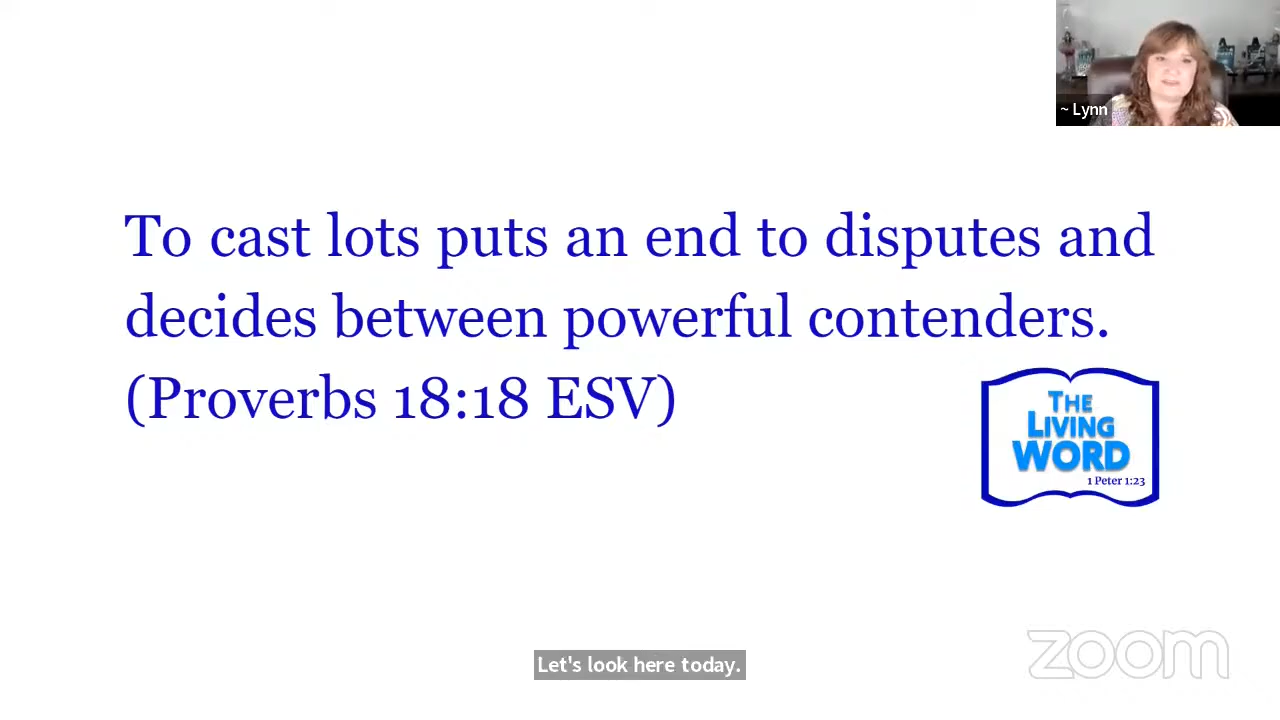 ~ Lynn
To cast lots puts an end to disputes and
decides between powerful contenders.
(Proverbs 18:18 ESV)
THE
LIVING
WORD
1 Peter 1:23
Let's look here today.
zoom